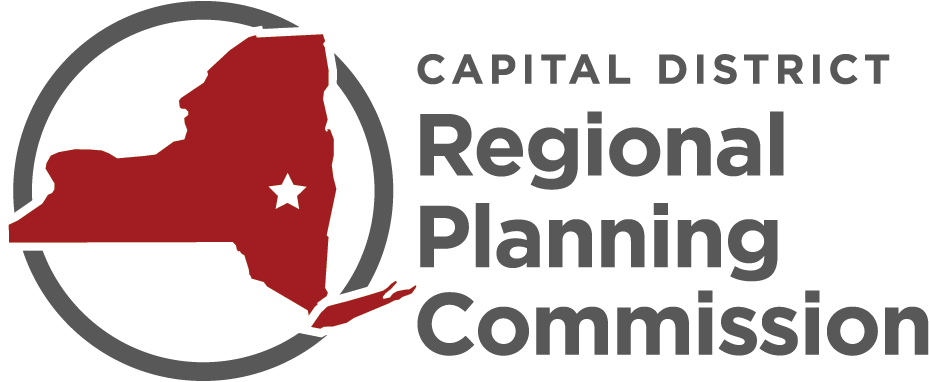 CAPITAL DISTRICT
Regional
Planning
Commission